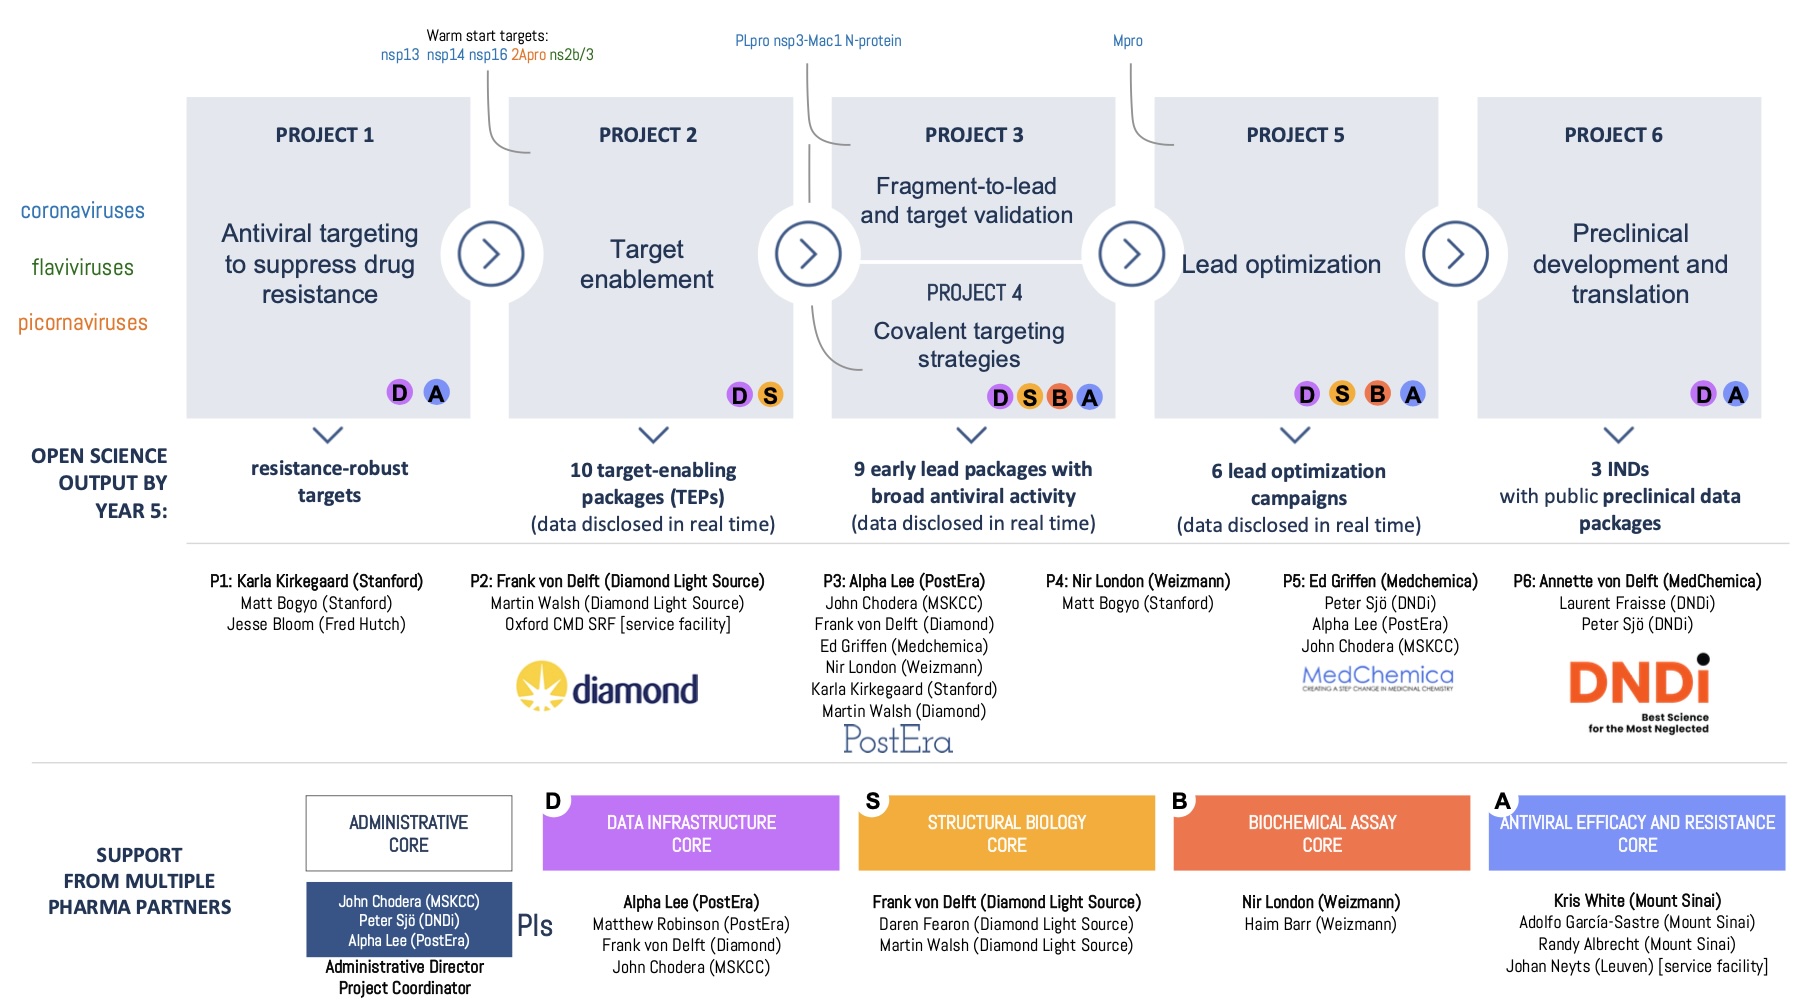 Warm start targets:
nsp13 nsp14 nsp16 2Apro ns2b/3
PLpro nsp3-Mac1 N-protein
Mpro
coronaviruses
flaviviruses
picornaviruses
PROJECT 1
Antiviral targeting
to suppress drug
resistance
D A
PROJECT 2
Target
enablement
D S
PROJECT 3
Fragment-to-lead
and target validation
PROJECT 4
Covalent targeting
strategies
D S B A
PROJECT 5
Lead optimization
D S B A
PROJECT 6
Preclinical
development and
translation
D A
OPEN SCIENCE
OUTPUT BY
YEAR 5:
resistance-robust
targets
10 target-enabling
packages (TEPs)
(data disclosed in real time)
9 early lead packages with
broad antiviral activity
(data disclosed in real time)
6 lead optimization
campaigns
(data disclosed in real time)
3 INDs
with public preclinical data
packages
P1: Karla Kirkegaard (Stanford)
Matt Bogyo (Stanford)
Jesse Bloom (Fred Hutch)
P2: Frank von Delft (Diamond Light Source)
Martin Walsh (Diamond Light Source)
Oxford CMD SRF [service facility]
diamond
P3: Alpha Lee (PostEra)
John Chodera (MSKCC)
Frank von Delft (Diamond)
Ed Griffen (Medchemica)
Nir London (Weizmann)
Karla Kirkegaard (Stanford)
Martin Walsh (Diamond)
PostEra
P4: Nir London (Weizmann)
Matt Bogyo (Stanford)
P5: Ed Griffen (Medchemica)
Peter Sjö (DNDi)
Alpha Lee (PostEra)
John Chodera (MSKCC)
MedChemica
CREATING A STEP CHANGE IN MEDICINAL CHEMISTRY
P6: Annette von Delft (MedChemica)
Laurent Fraisse (DNDi)
Peter Sjö (DNDi)
DNDi
Best Science
for the Most Neglected
SUPPORT
FROM MULTIPLE
PHARMA PARTNERS
ADMINISTRATIVE
CORE
John Chodera (MSKCC)
Peter Sjö (DNDi)
Alpha Lee (PostEra)
PIs
Administrative Director
Project Coordinator
D
DATA INFRASTRUCTURE
CORE
Alpha Lee (PostEra)
Matthew Robinson (PostEra)
Frank von Delft (Diamond)
John Chodera (MSKCC)
S
STRUCTURAL BIOLOGY
CORE
Frank von Delft (Diamond Light Source)
Daren Fearon (Diamond Light Source)
Martin Walsh (Diamond Light Source)
B
BIOCHEMICAL ASSAY
CORE
Nir London (Weizmann)
Haim Barr (Weizmann)
A
ANTIVIRAL EFFICACY AND RESISTANCE
CORE
Kris White (Mount Sinai)
Adolfo García-Sastre (Mount Sinai)
Randy Albrecht (Mount Sinai)
Johan Neyts (Leuven) [service facility]